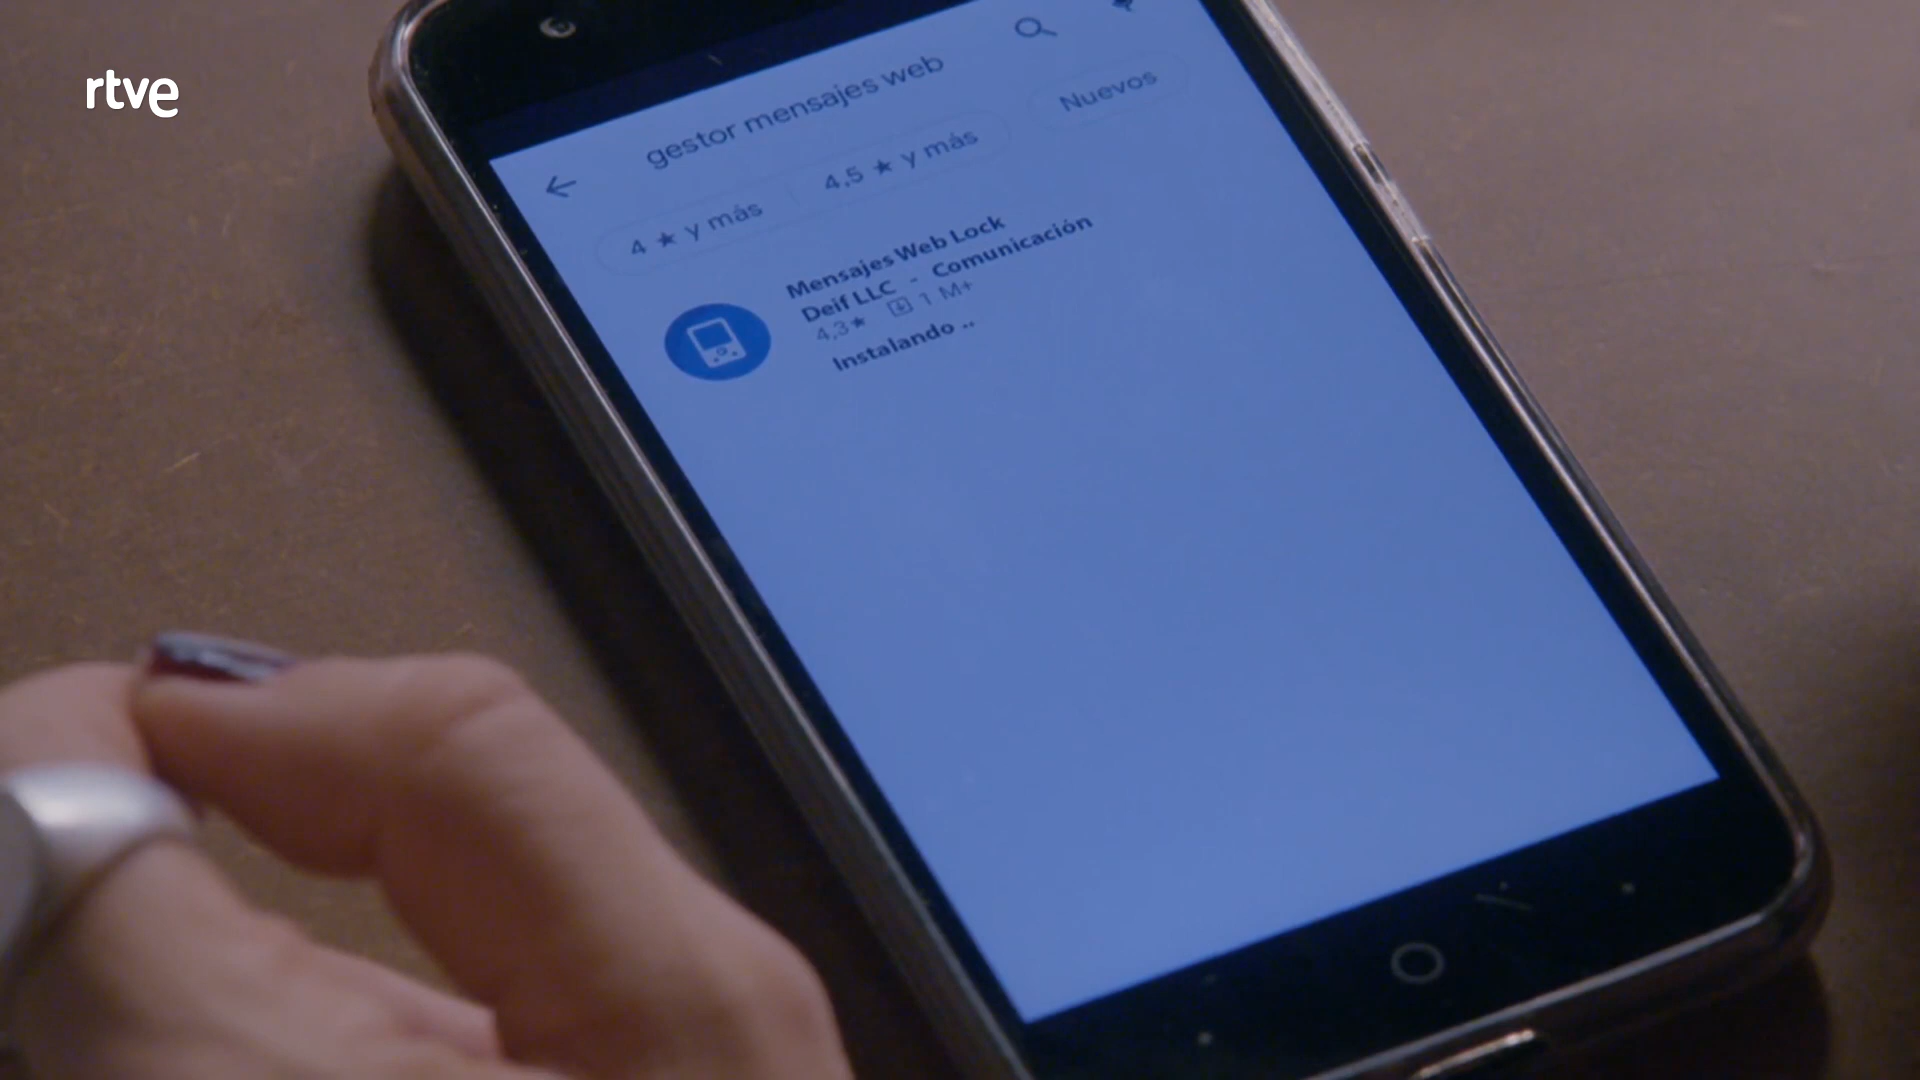 rtve
gestor mensajes web
4 ★ y más
4,5 ★ y más
Nuevos
Mensajes Web Lock
Deif LLC - Comunicación
4,3★ 1 M+
Instalando ..